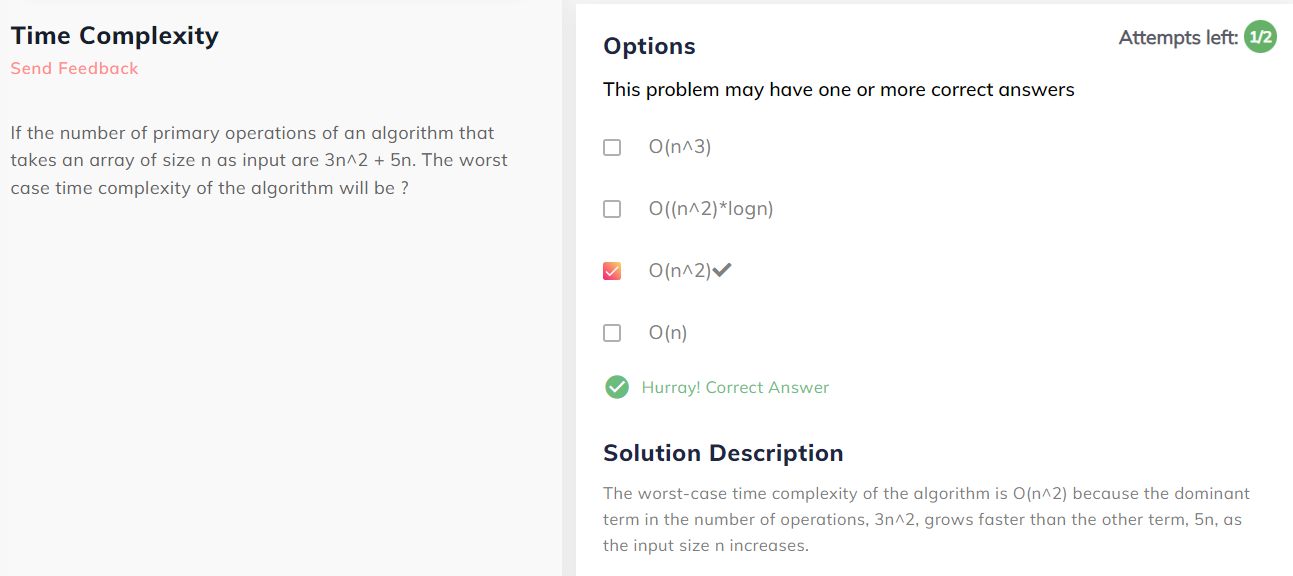 Time Complexity
Send Feedback
If the number of primary operations of an algorithm that
takes an array of size n as input are 3n^2 + 5n. The worst
case time complexity of the algorithm will be ?
Options
Attempts left: 1/2
This problem may have one or more correct answers
O(n^3)
O((n^2)*logn)
O(n^2)✔
O(n)
Hurray! Correct Answer
Solution Description
The worst-case time complexity of the algorithm is O(n^2) because the dominant
term in the number of operations, 3n^2, grows faster than the other term, 5n, as
the input size n increases.